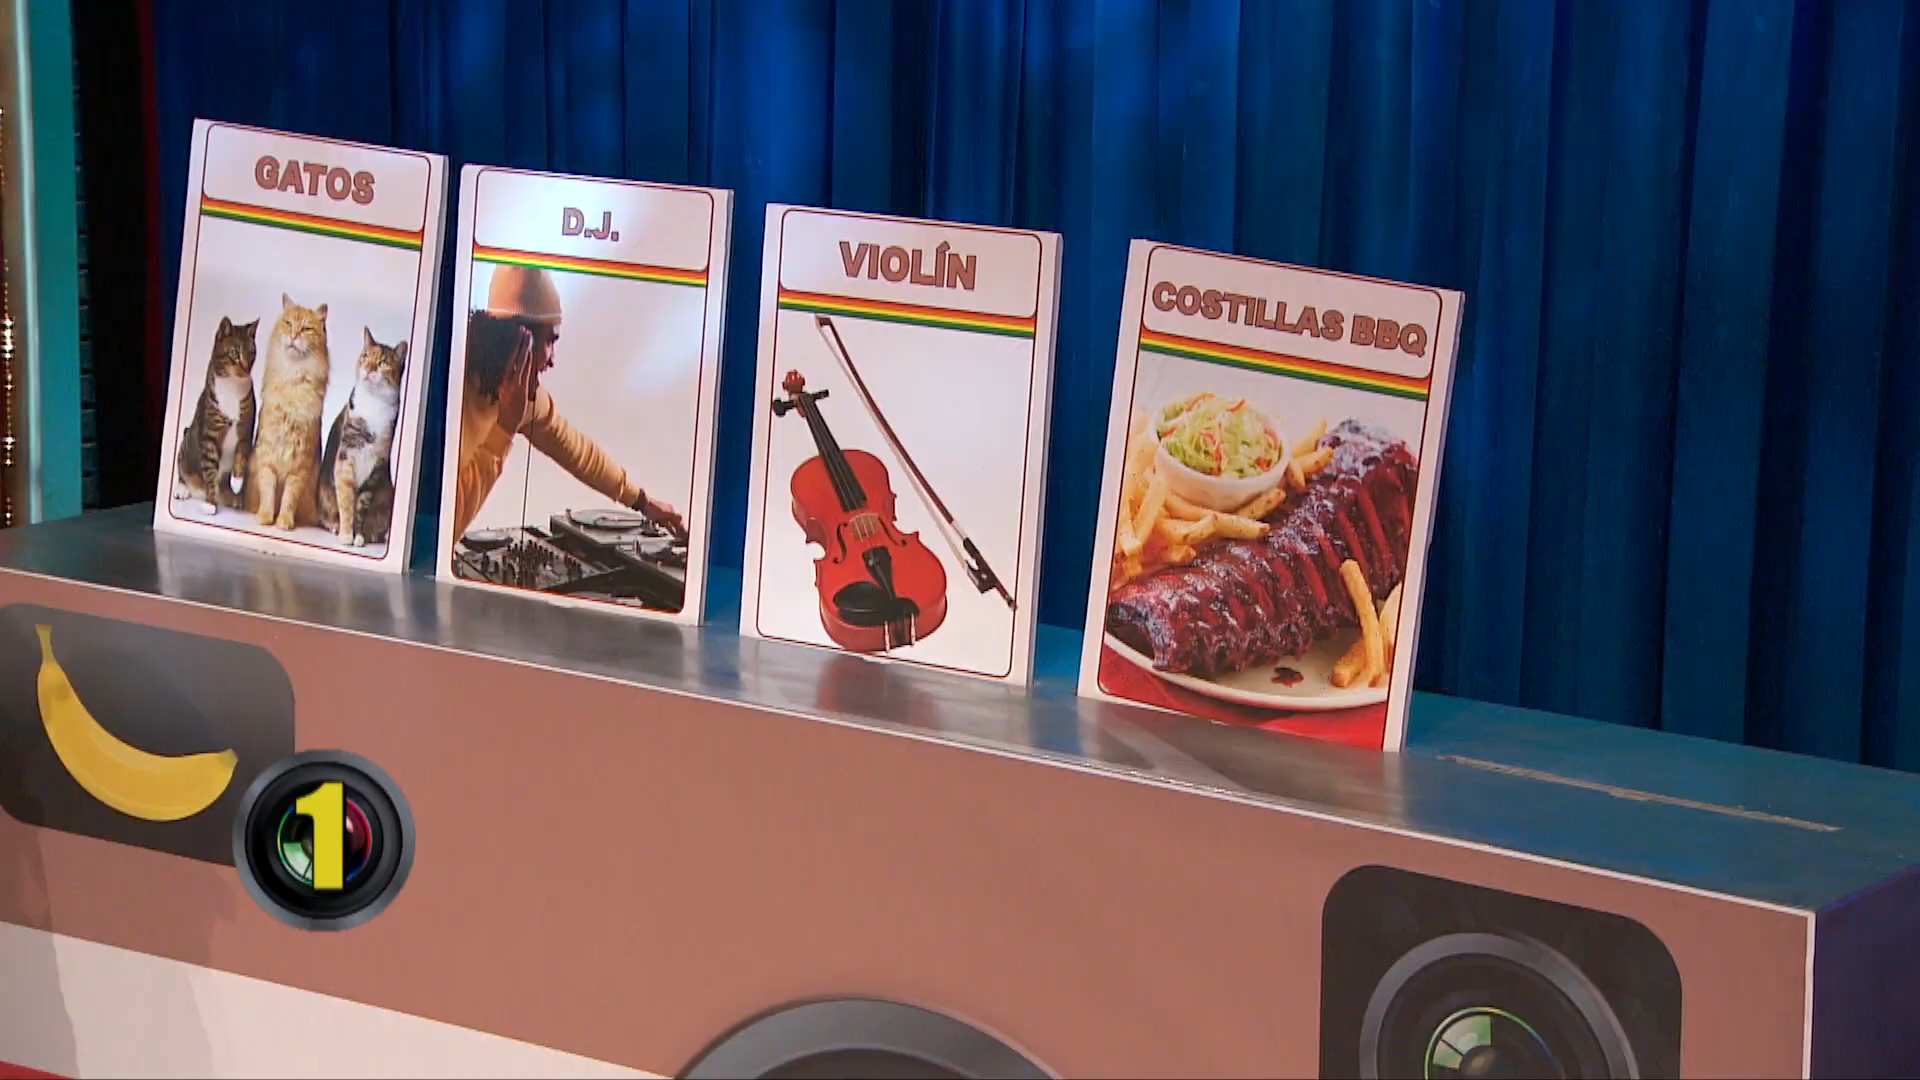 GATOS
D.J.
VIOLÍN
COSTILLAS BBQ
1